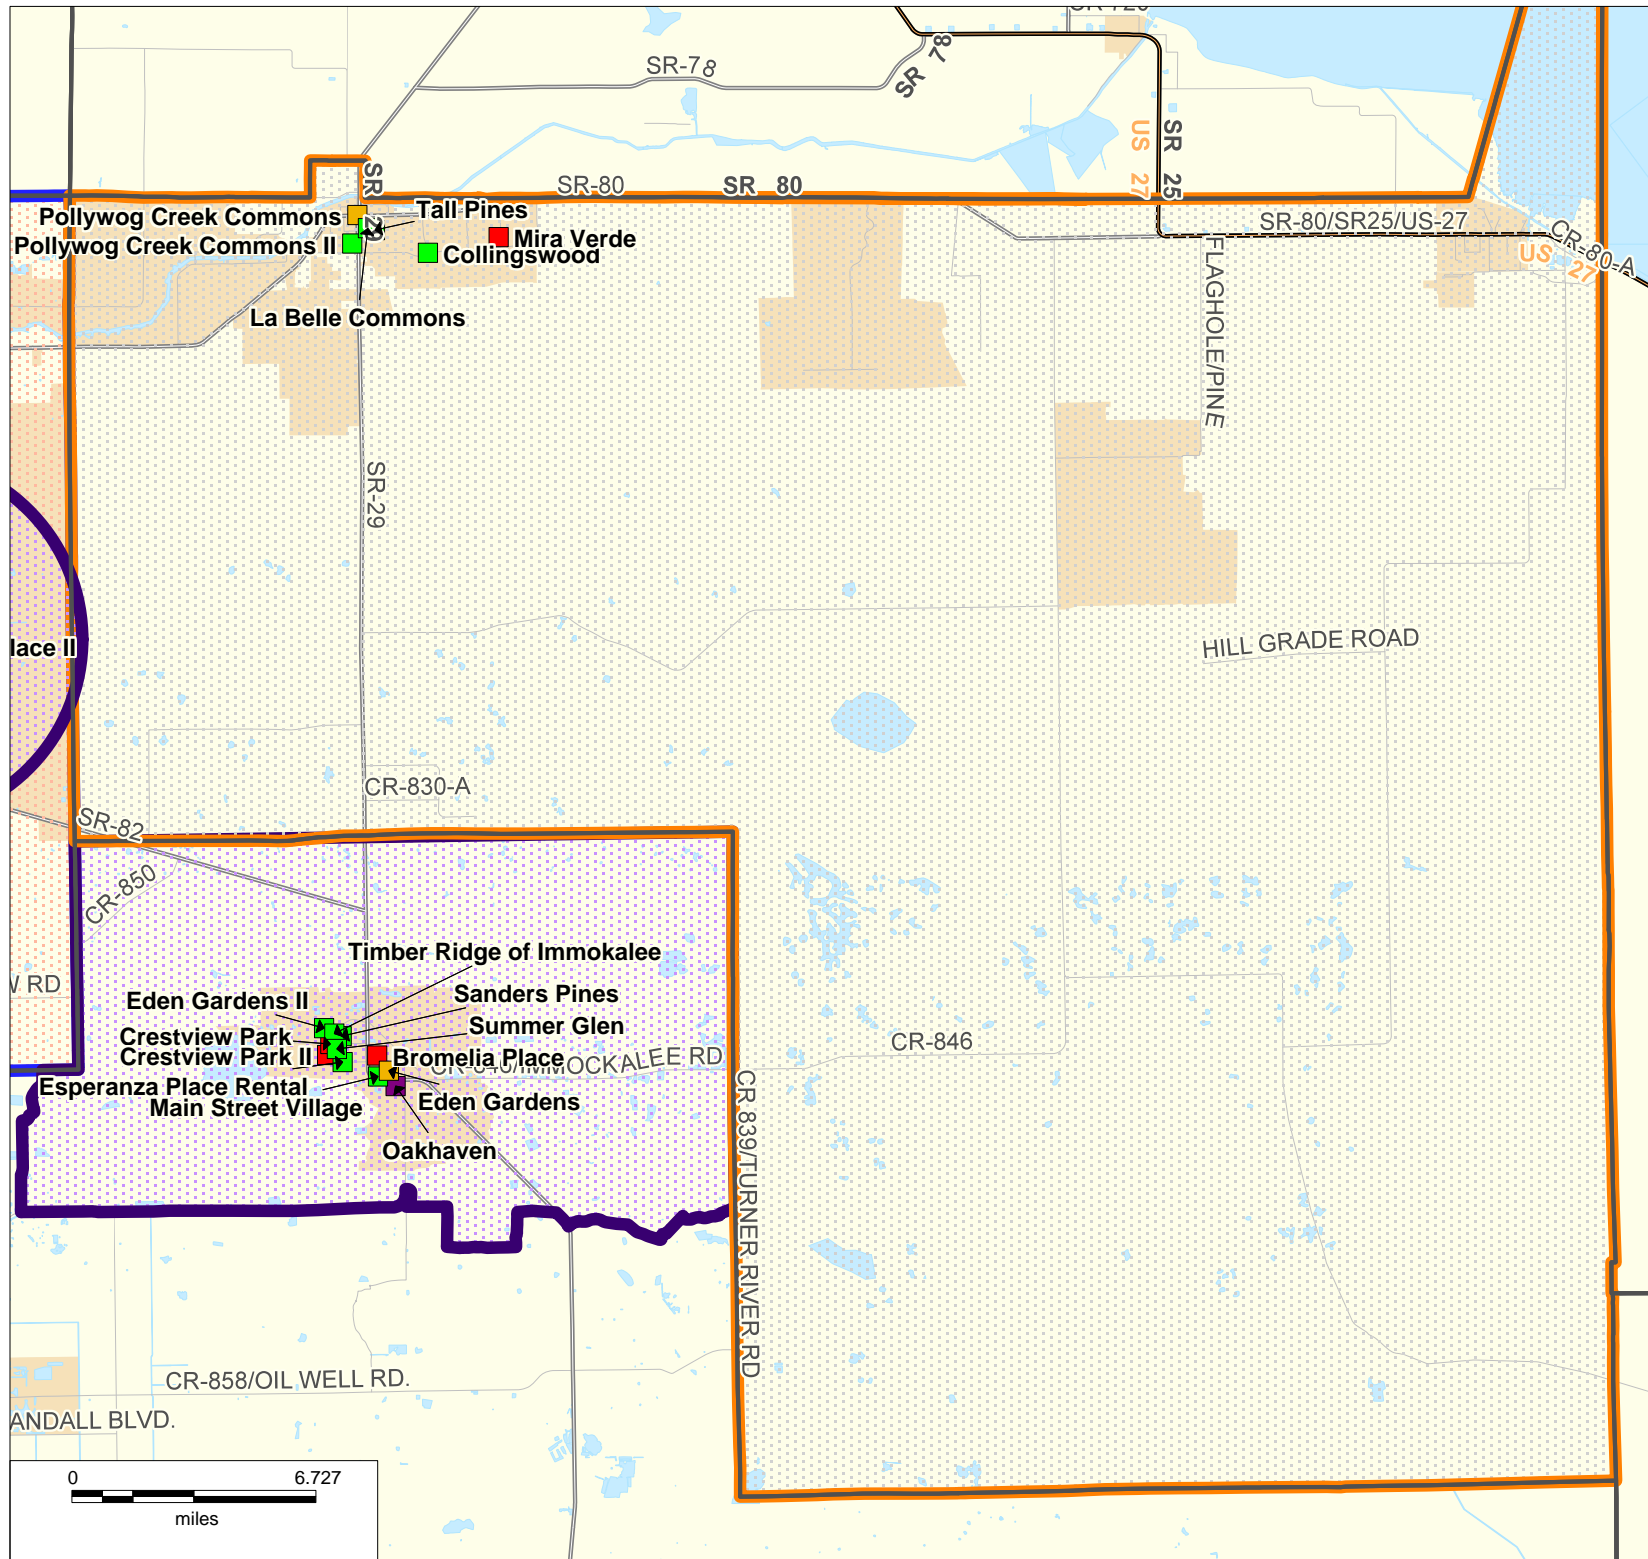 SR-78
SR 78
US 27
SR 25
SR-80
SR 80
SR
Pollywog Creek Commons
Tall Pines
SR-80/SR25/US-27
CR-80-A
Pollywog Creek Commons II
Mira Verde
Collingswood
US 27
La Belle Commons
FLAGHOLE/PINE
SR-29
lace II
HILL GRADE ROAD
CR-830-A
SR-82
CR-850
Timber Ridge of Immokalee
W RD
Eden Gardens II
Sanders Pines
Crestview Park
Summer Glen
Crestview Park II
Bromelia Place
CR-846/IMMOCKALEE RD
CR-846
Esperanza Place Rental
Main Street Village
Eden Gardens
Oakhaven
CR 839/TURNER RIVER RD
CR-858/OIL WELL RD.
ANDALL BLVD.
0 6.727
miles